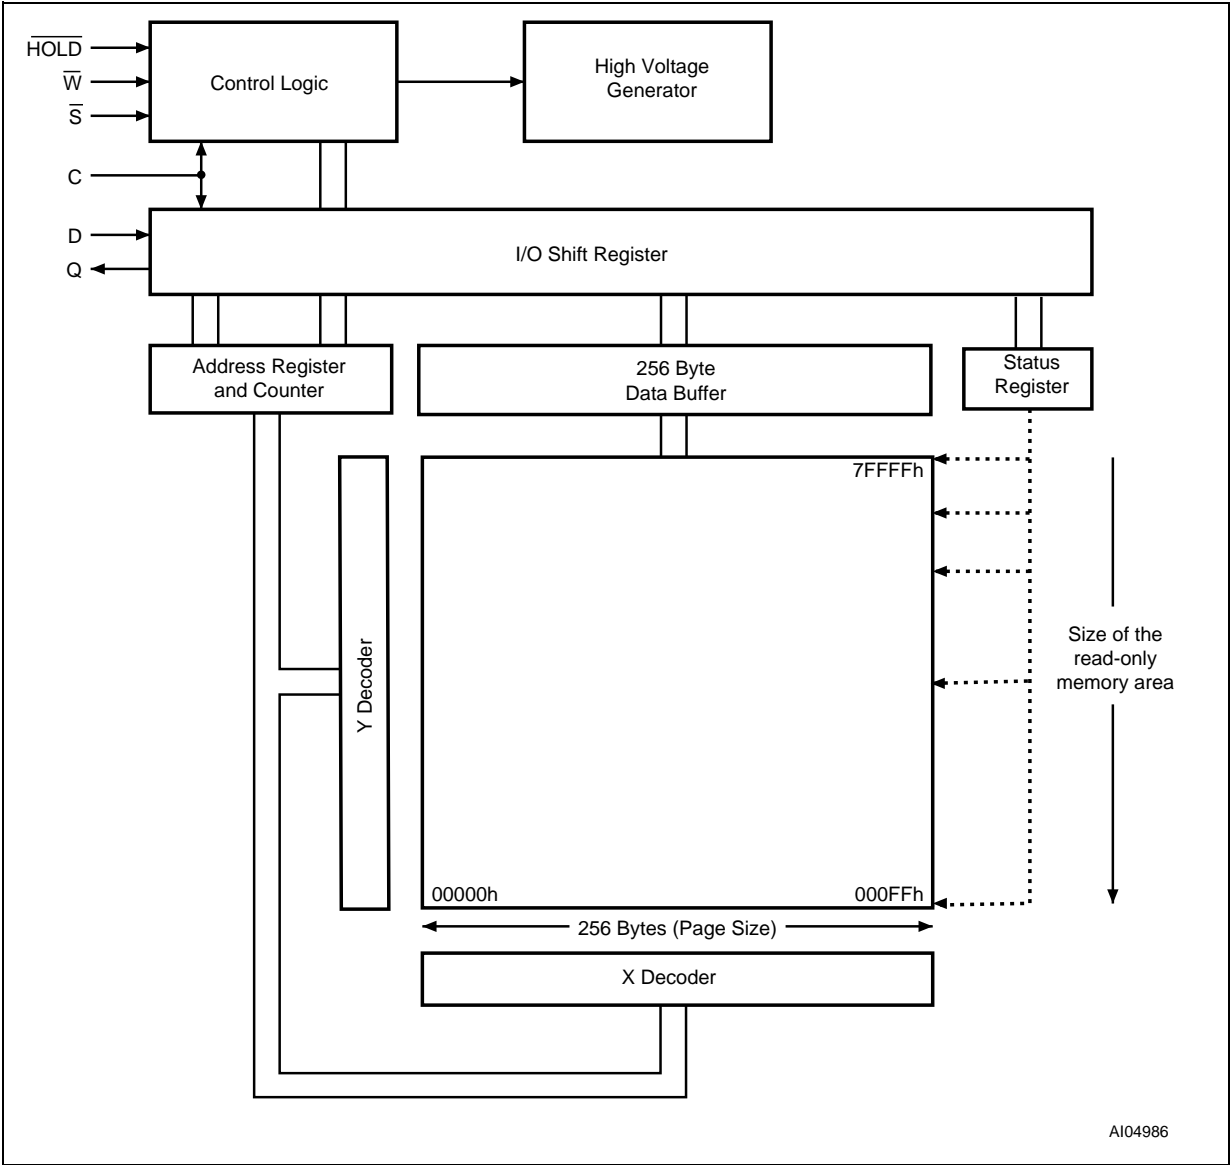 H̅O̅L̅D̅
W̅
S̅
Control Logic
High Voltage
Generator
C
D
Q
I/O Shift Register
Address Register
and Counter
256 Byte
Data Buffer
Status
Register
7FFFFh
Y Decoder
Size of the
read-only
memory area
00000h
000FFh
256 Bytes (Page Size)
X Decoder
AI04986